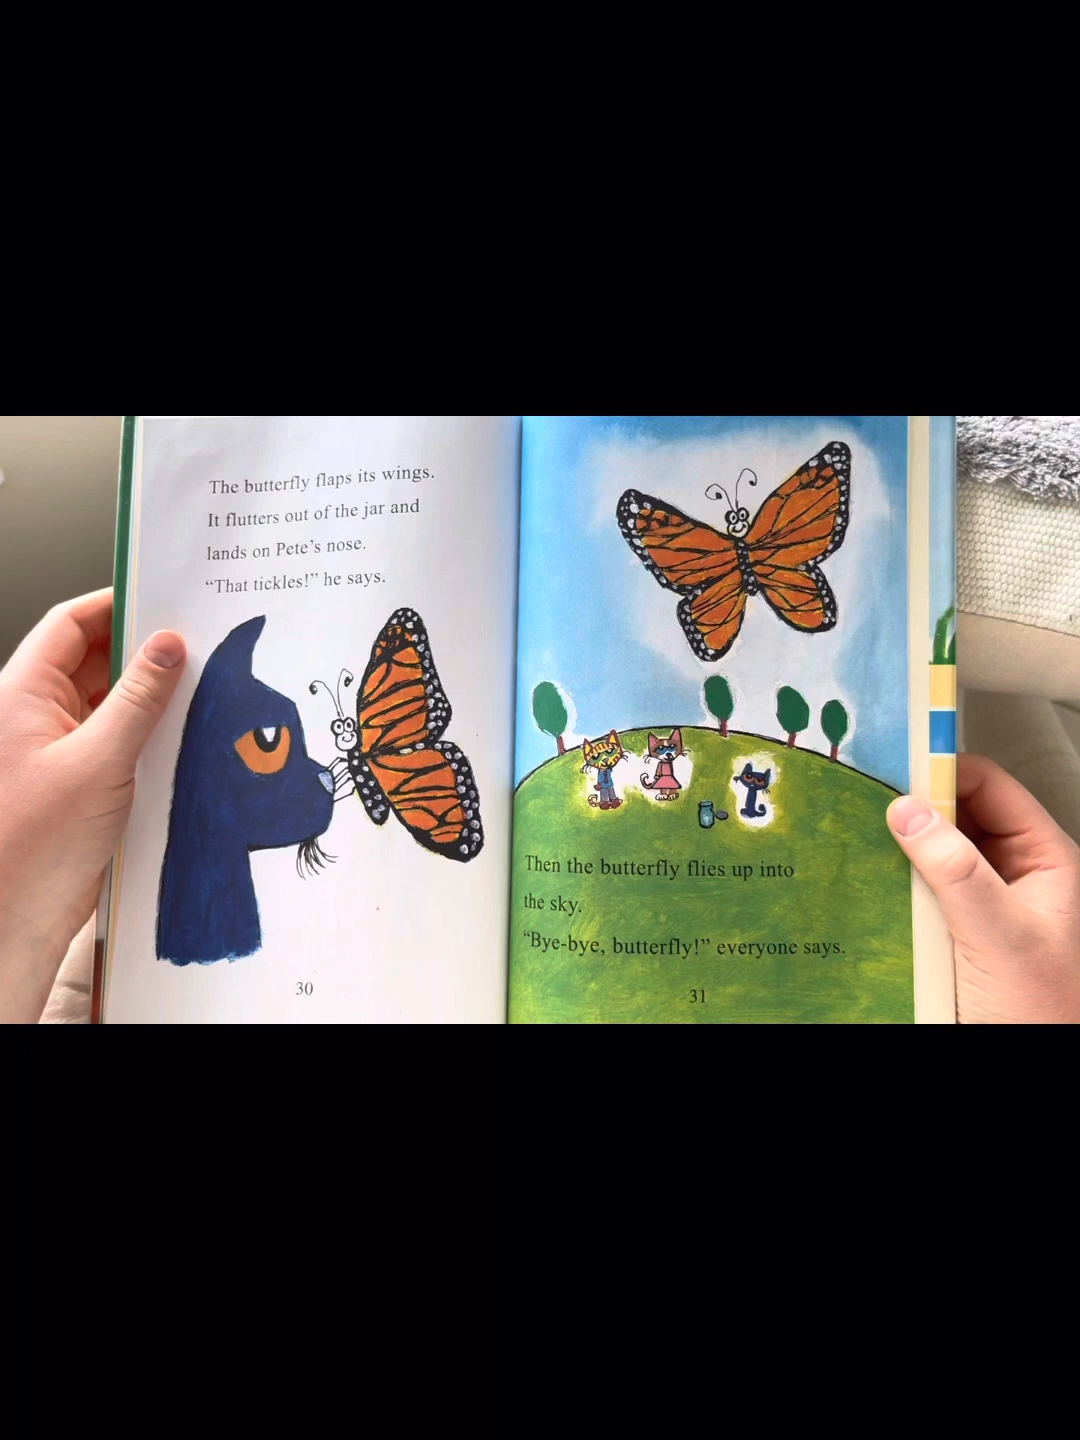 The butterfly flaps its wings.
It flutters out of the jar and
lands on Pete’s nose.
“That tickles!” he says.
30
Then the butterfly flies up into
the sky.
“Bye-bye, butterfly!” everyone says.
31